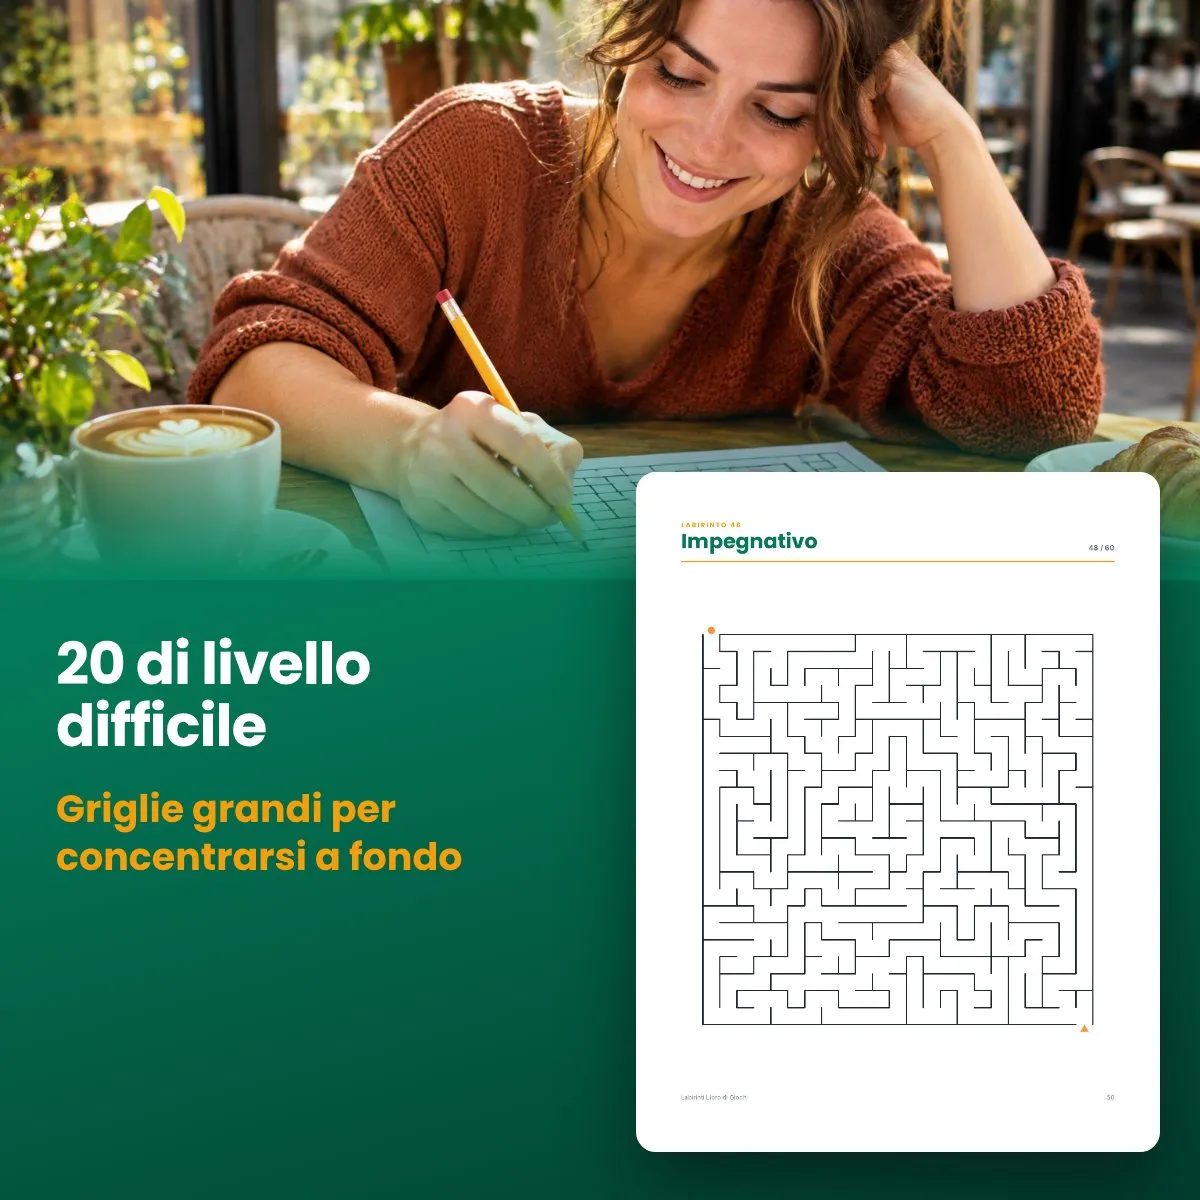 LABIRINTO 48
Impegnativo
48 / 60
20 di livello
difficile
Griglie grandi per
concentrarsi a fondo
Labirinti Libro di Giochi
50